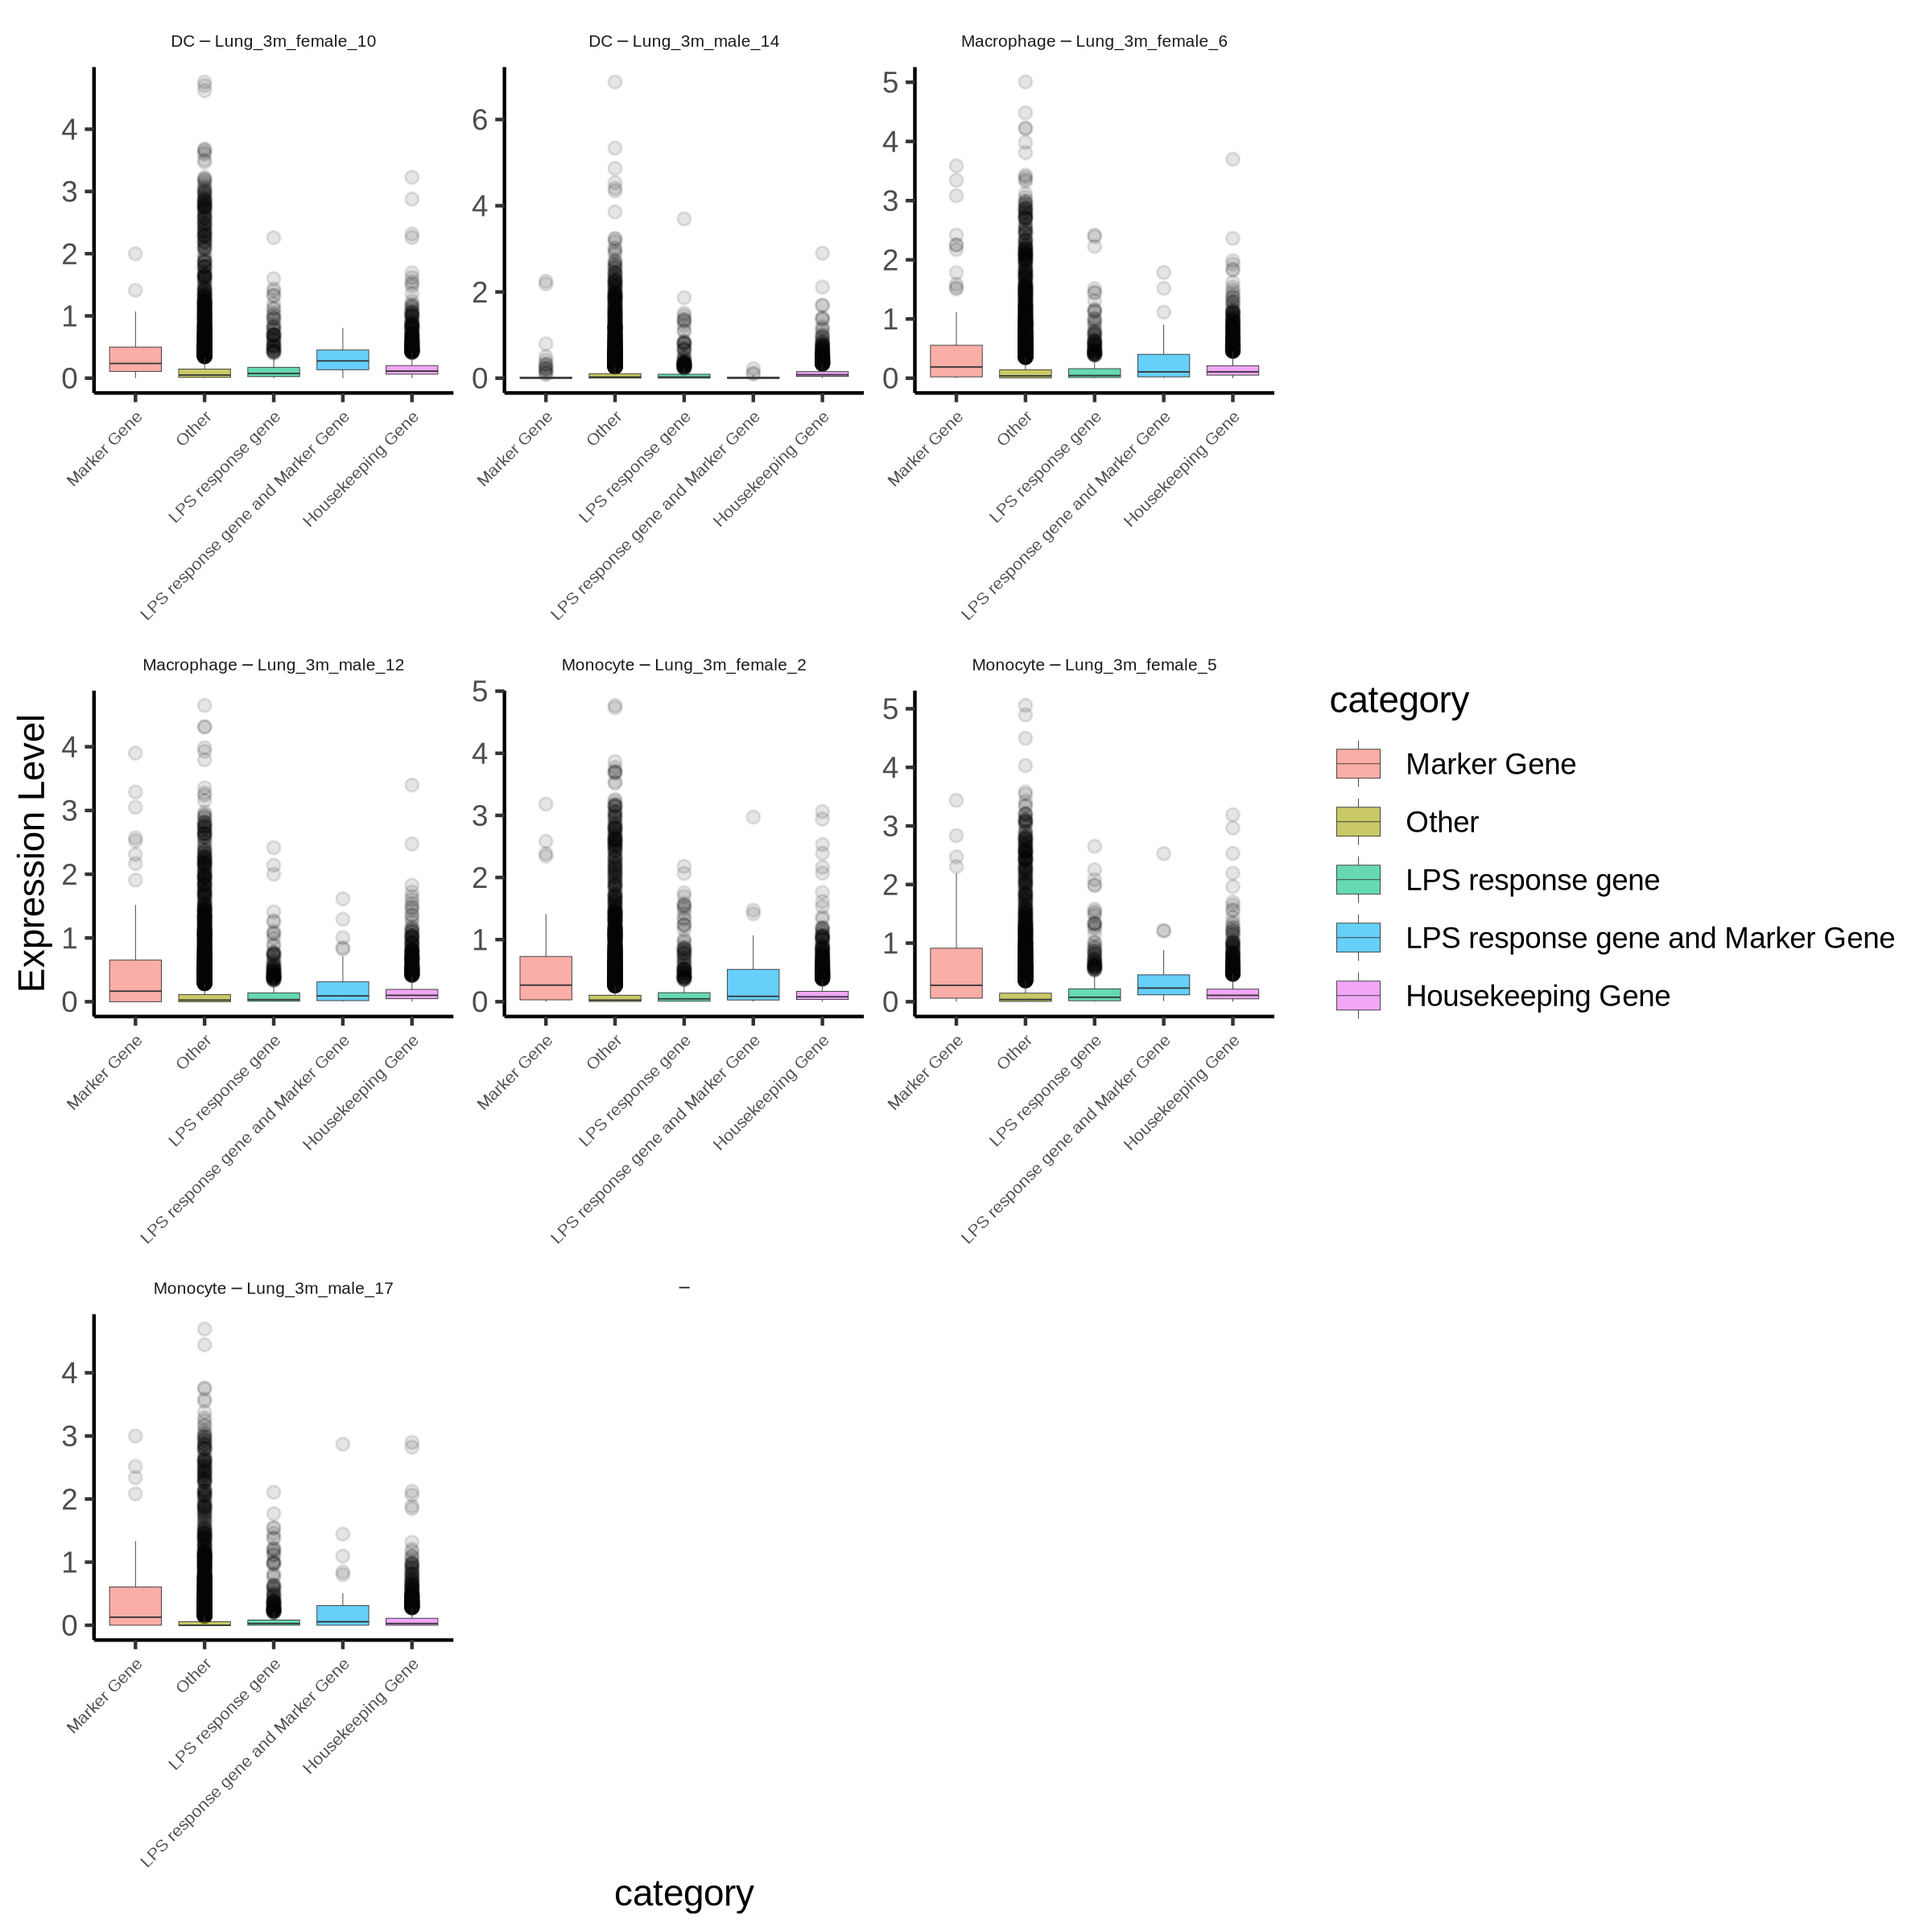 DC – Lung_3m_female_10
DC – Lung_3m_male_14
Macrophage – Lung_3m_female_6
4
3
2
1
0
6
4
2
0
5
4
3
2
1
0
Marker Gene
Other
LPS response gene
LPS response gene and Marker Gene
Housekeeping Gene
Marker Gene
Other
LPS response gene
LPS response gene and Marker Gene
Housekeeping Gene
Marker Gene
Other
LPS response gene
LPS response gene and Marker Gene
Housekeeping Gene
Expression Level
Macrophage – Lung_3m_male_12
Monocyte – Lung_3m_female_2
Monocyte – Lung_3m_female_5
4
3
2
1
0
5
4
3
2
1
0
5
4
3
2
1
0
Marker Gene
Other
LPS response gene
LPS response gene and Marker Gene
Housekeeping Gene
Marker Gene
Other
LPS response gene
LPS response gene and Marker Gene
Housekeeping Gene
Marker Gene
Other
LPS response gene
LPS response gene and Marker Gene
Housekeeping Gene
category
Marker Gene
Other
LPS response gene
LPS response gene and Marker Gene
Housekeeping Gene
Monocyte – Lung_3m_male_17
–
4
3
2
1
0
Marker Gene
Other
LPS response gene
LPS response gene and Marker Gene
Housekeeping Gene
category